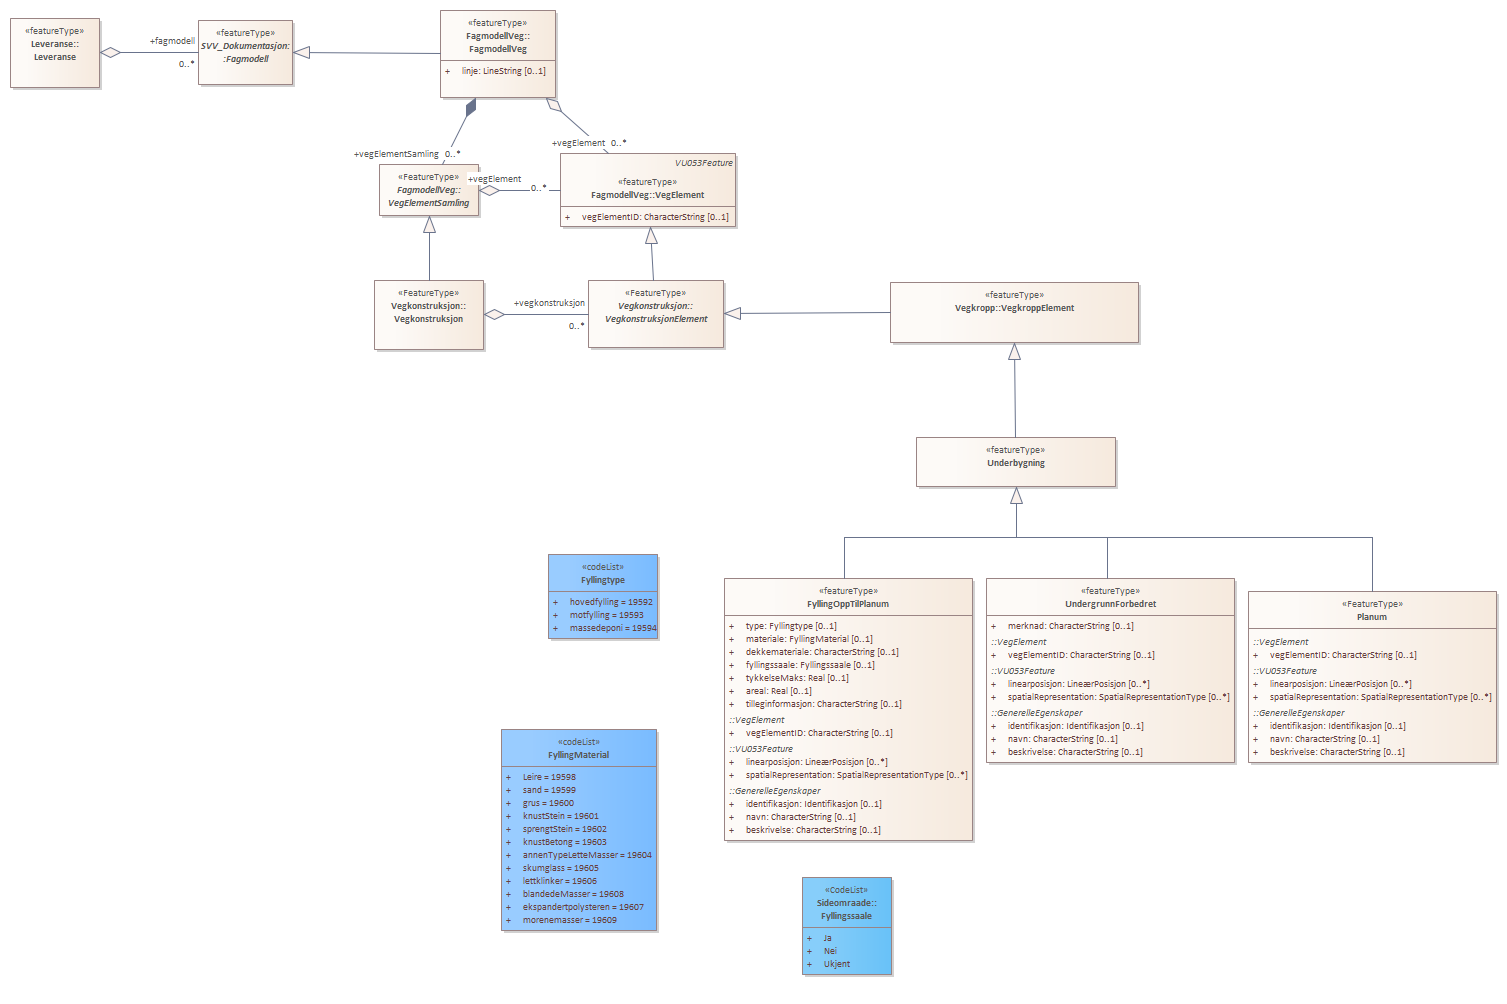 «featureType»
Leveranse::
Leveranse
+fagmodell
0..*
«featureType»
SVV_Dokumentasjon:
:Fagmodell
«featureType»
FagmodellVeg::
FagmodellVeg
+ linje: LineString [0..1]
+vegElementSamling 0..*
+vegElement 0..*
«FeatureType»
FagmodellVeg::
VegElementSamling
+vegElement
0..*
VU053Feature
«featureType»
FagmodellVeg::VegElement
+ vegElementID: CharacterString [0..1]
«FeatureType»
Vegkonstruksjon::
Vegkonstruksjon
+vegkonstruksjon
0..*
«FeatureType»
Vegkonstruksjon::
VegkonstruksjonElement
«featureType»
Vegkropp::VegkroppElement
«featureType»
Underbygning
«codeList»
Fyllingtype
+ hovedfylling = 19592
+ motfylling = 19593
+ massedeponi = 19594
«featureType»
FyllingOppTilPlanum
+ type: Fyllingtype [0..1]
+ materiale: FyllingMaterial [0..1]
+ dekkemateriale: CharacterString [0..1]
+ fyllingssaale: Fyllingssaale [0..1]
+ tykkelseMaks: Real [0..1]
+ areal: Real [0..1]
+ tilleginformasjon: CharacterString [0..1]
::VegElement
+ vegElementID: CharacterString [0..1]
::VU053Feature
+ linearposisjon: LineærPosisjon [0..*]
+ spatialRepresentation: SpatialRepresentationType [0..*]
::GenerelleEgenskaper
+ identifikasjon: Identifikasjon [0..1]
+ navn: CharacterString [0..1]
+ beskrivelse: CharacterString [0..1]
«featureType»
UndergrunnForbedret
+ merknad: CharacterString [0..1]
::VegElement
+ vegElementID: CharacterString [0..1]
::VU053Feature
+ linearposisjon: LineærPosisjon [0..*]
+ spatialRepresentation: SpatialRepresentationType [0..*]
::GenerelleEgenskaper
+ identifikasjon: Identifikasjon [0..1]
+ navn: CharacterString [0..1]
+ beskrivelse: CharacterString [0..1]
«FeatureType»
Planum
::VegElement
+ vegElementID: CharacterString [0..1]
::VU053Feature
+ linearposisjon: LineærPosisjon [0..*]
+ spatialRepresentation: SpatialRepresentationType [0..*]
::GenerelleEgenskaper
+ identifikasjon: Identifikasjon [0..1]
+ navn: CharacterString [0..1]
+ beskrivelse: CharacterString [0..1]
«codeList»
FyllingMaterial
+ Leire = 19598
+ sand = 19599
+ grus = 19600
+ knustStein = 19601
+ sprengtStein = 19602
+ knustBetong = 19603
+ annenTypeLetteMasser = 19604
+ skumglass = 19605
+ lettklinker = 19606
+ blandedeMasser = 19608
+ ekspandertpolysteren = 19607
+ morenemasser = 19609
«CodeList»
Sideomraade::
Fyllingssaale
+ Ja
+ Nei
+ Ukjent